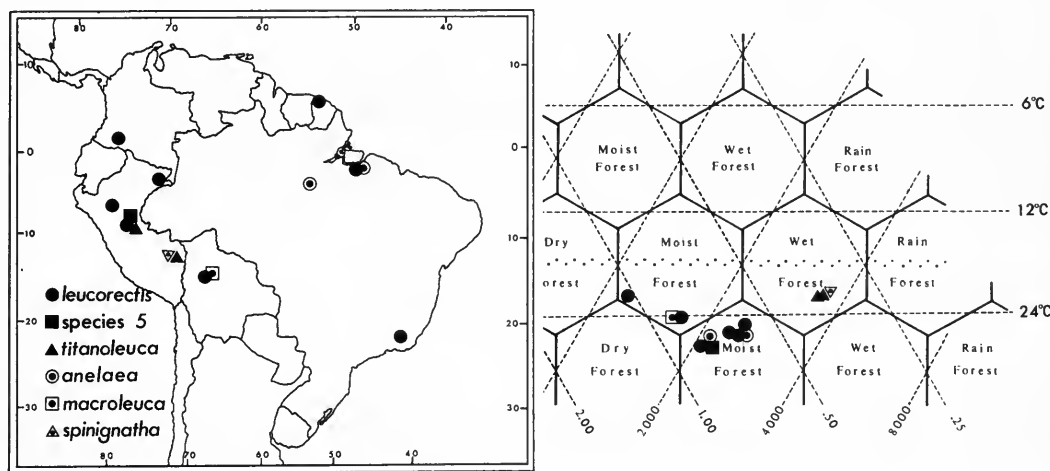 80 70 60 50 40
10
0
10
15
30
leucorectis
species 5
titanoleuca
anelaea
macroleuca
spinignatha
80 70 60 50 40
10
0
10
20
30
6°C
12°C
24°C
Moist Forest
Wet Forest
Rain Forest
Dry
orest
Moist
Forest
Wet
Forest
Rain
Forest
Dry
Forest
Moist
Forest
Wet
Forest
Rain
Forest
2.00 2000 1.00 4000 .50 8000 .25